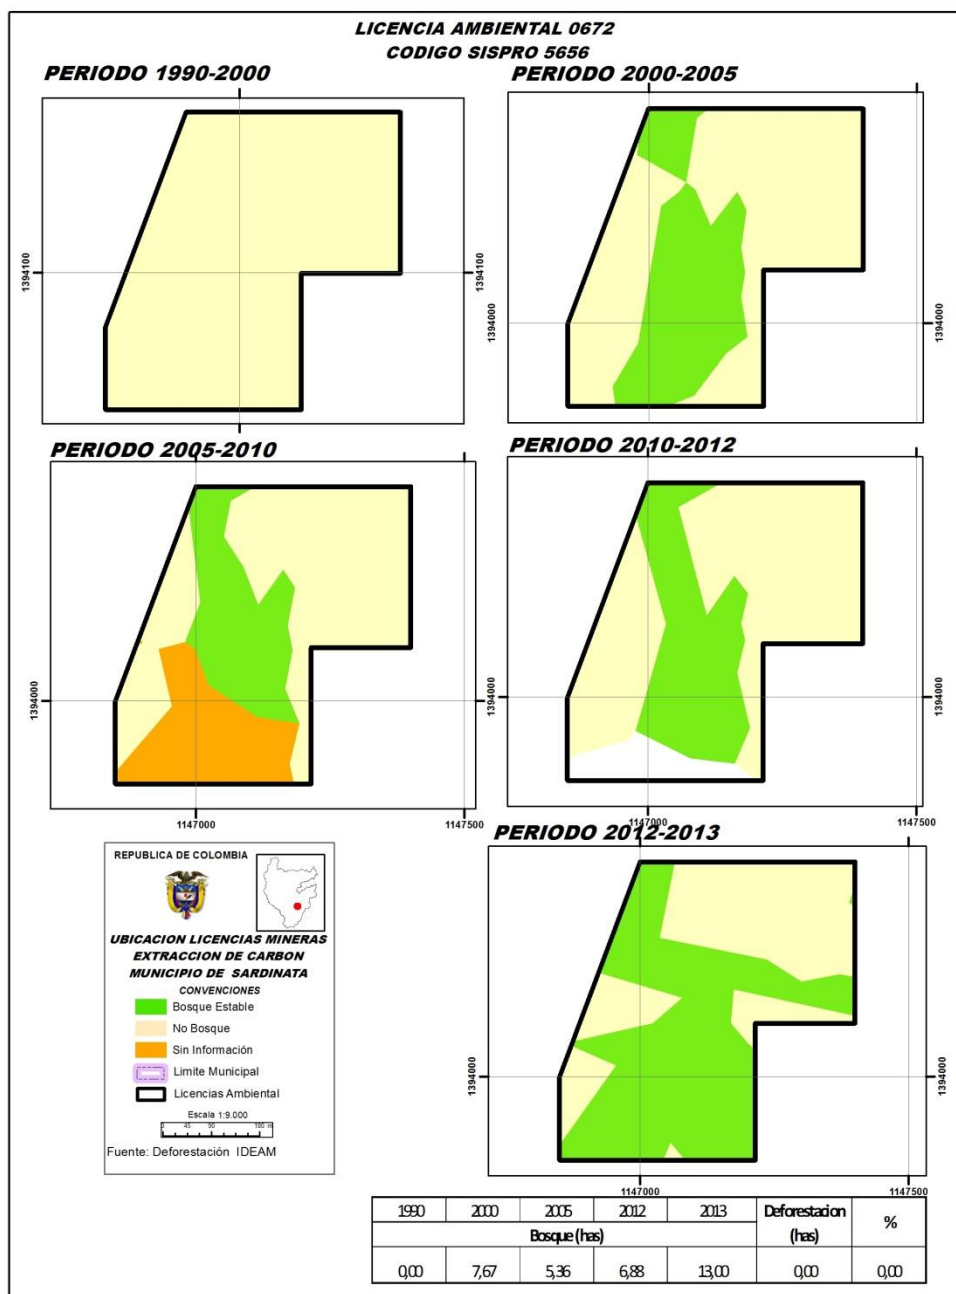 LICENCIA AMBIENTAL 0672
CODIGO SISPRO 5656
PERIODO 1990-2000
PERIODO 2000-2005
1394100
1394100
1394000
1394000
PERIODO 2005-2010
PERIODO 2010-2012
1394000
1394000
1394000
1147000
1147500
1147000
1147500
PERIODO 2012-2013
REPUBLICA DE COLOMBIA
UBICACION LICENCIAS MINERAS
EXTRACCION DE CARBON
MUNICIPIO DE SARDINATA
CONVENCIONES
Bosque Estable
No Bosque
Sin Información
Limite Municipal
Licencias Ambiental
Escala 1:9.000
0 45 90 180 m
Fuente: Deforestación IDEAM
1394000
1394000
1147000
1147500
1990 2000 2005 2012 2013 Deforestacion (has) %
Bosque (has)
0,00 7,67 5,36 6,88 13,00 0,00 0,00